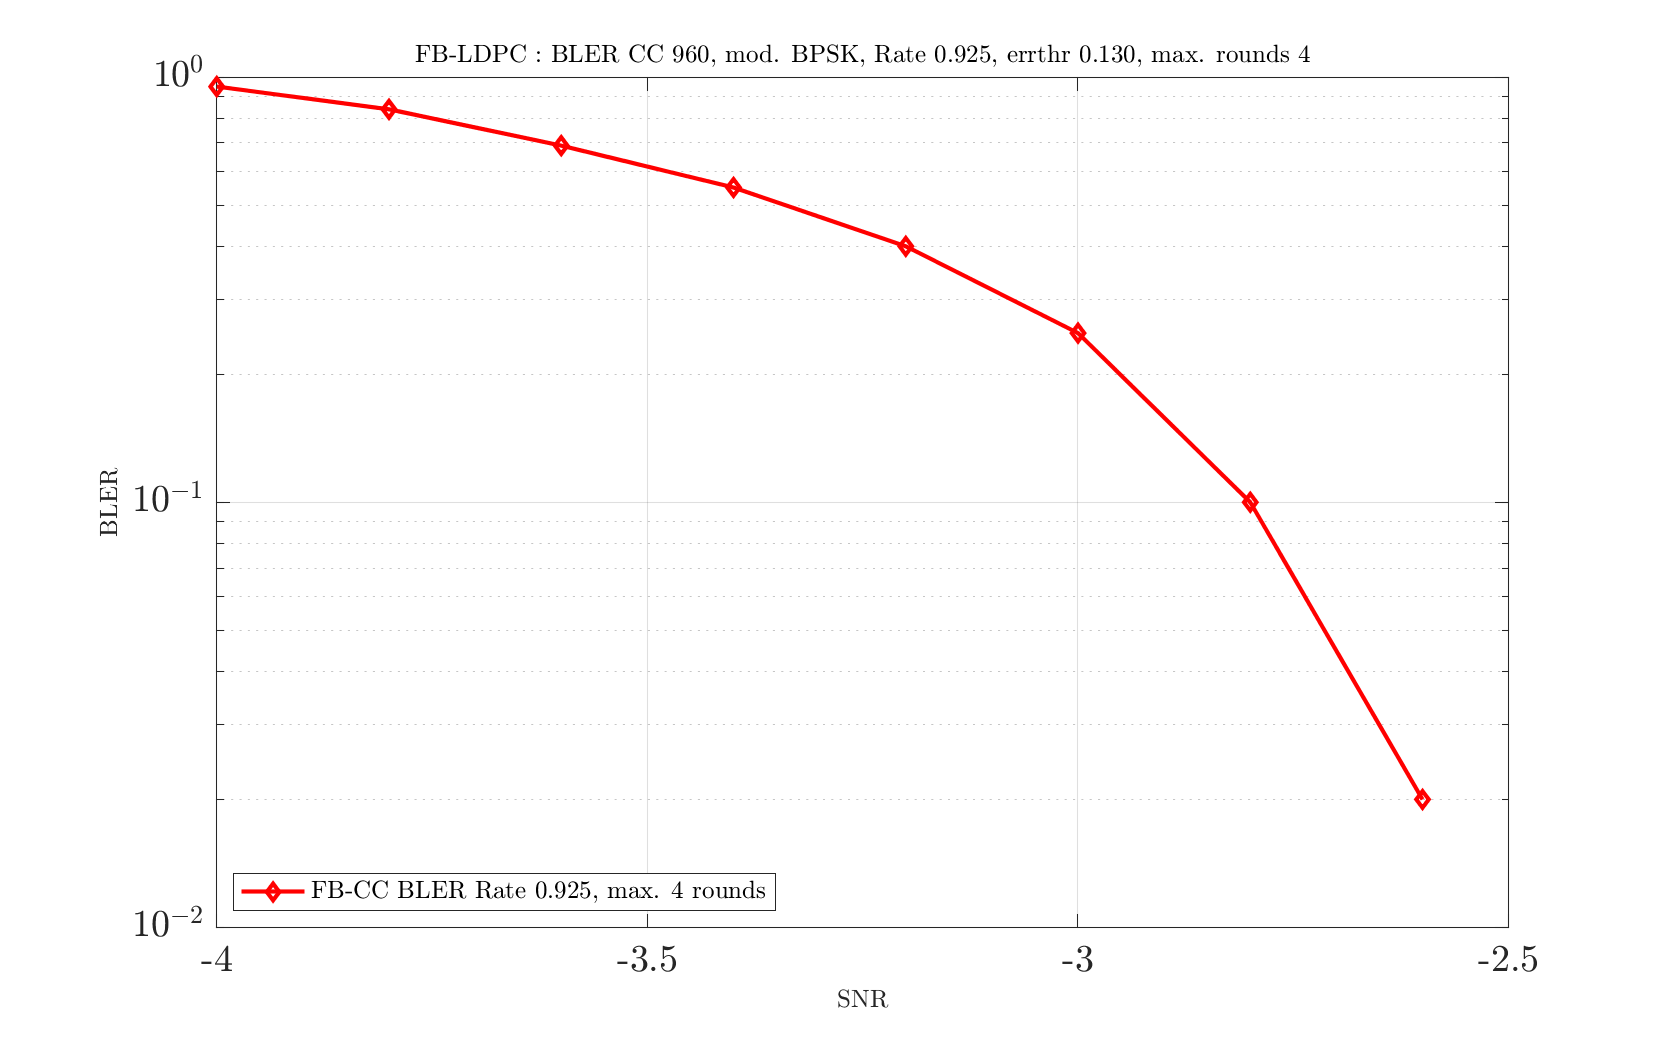 FB-LDPC : BLER CC 960, mod. BPSK, Rate 0.925, errthr 0.130, max. rounds 4
10^0
10^-1
10^-2
BLER
FB-CC BLER Rate 0.925, max. 4 rounds
-4 -3.5 -3 -2.5
SNR